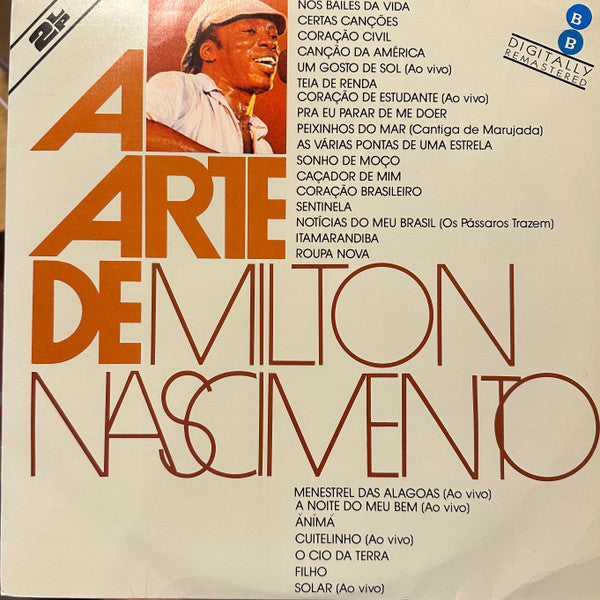 2LP
NOS BAILES DA VIDA
CERTAS CANÇÕES
CORAÇÃO CIVIL
CANÇÃO DA AMÉRICA
UM GOSTO DE SOL (Ao vivo)
TEIA DE RENDA
CORAÇÃO DE ESTUDANTE (Ao vivo)
PRA EU PARAR DE ME DOER
PEIXINHOS DO MAR (Cantiga de Marujada)
AS VÁRIAS PONTAS DE UMA ESTRELA
SONHO DE MOÇO
CAÇADOR DE MIM
CORAÇÃO BRASILEIRO
SENTINELA
NOTÍCIAS DO MEU BRASIL (Os Pássaros Trazem)
ITAMARANDIBA
ROUPA NOVA
B
B
DIGITALLY
REMASTERED
A
ARTE
DE MILTON
NASCIMENTO
MENESTREL DAS ALAGOAS (Ao vivo)
A NOITE DO MEU BEM (Ao vivo)
ÄNÍMÁ
CUITELINHO (Ao vivo)
O CIO DA TERRA
FILHO
SOLAR (Ao vivo)